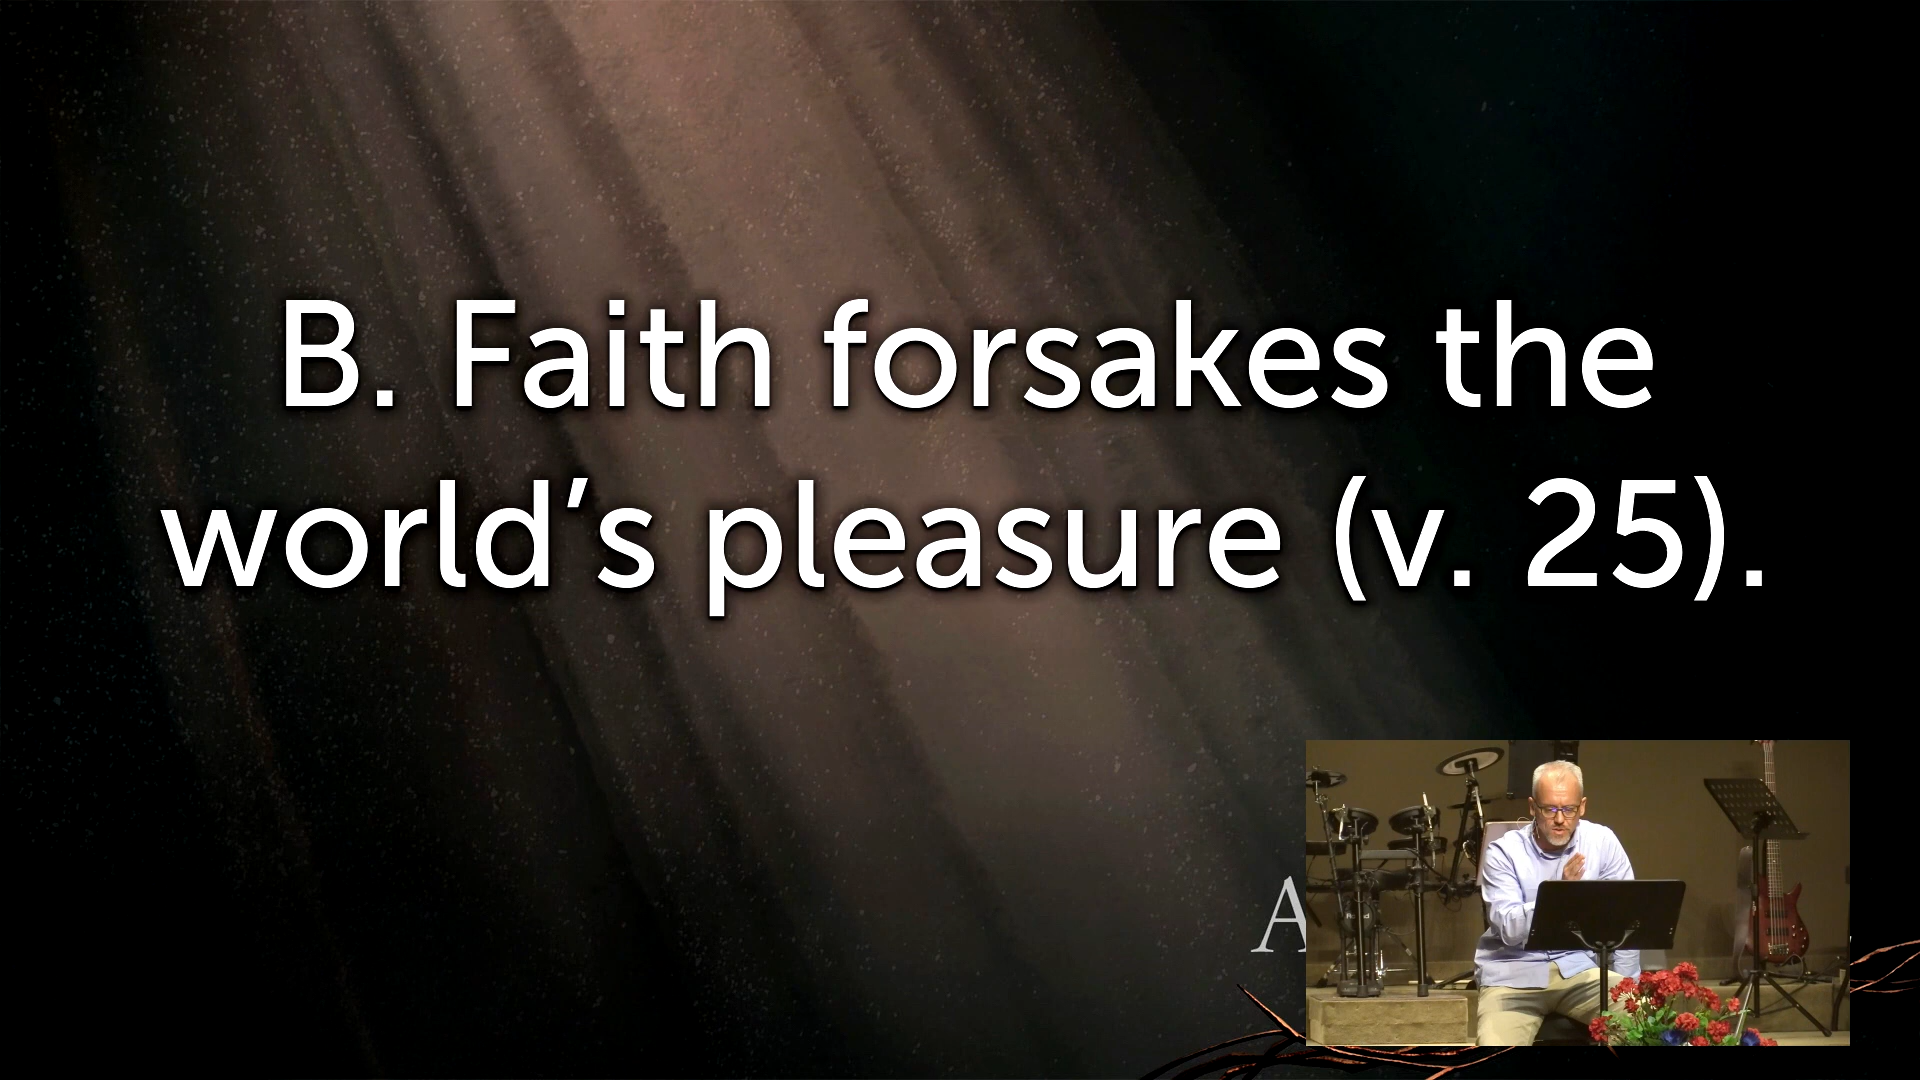 B. Faith forsakes the
world’s pleasure (v. 25).
A